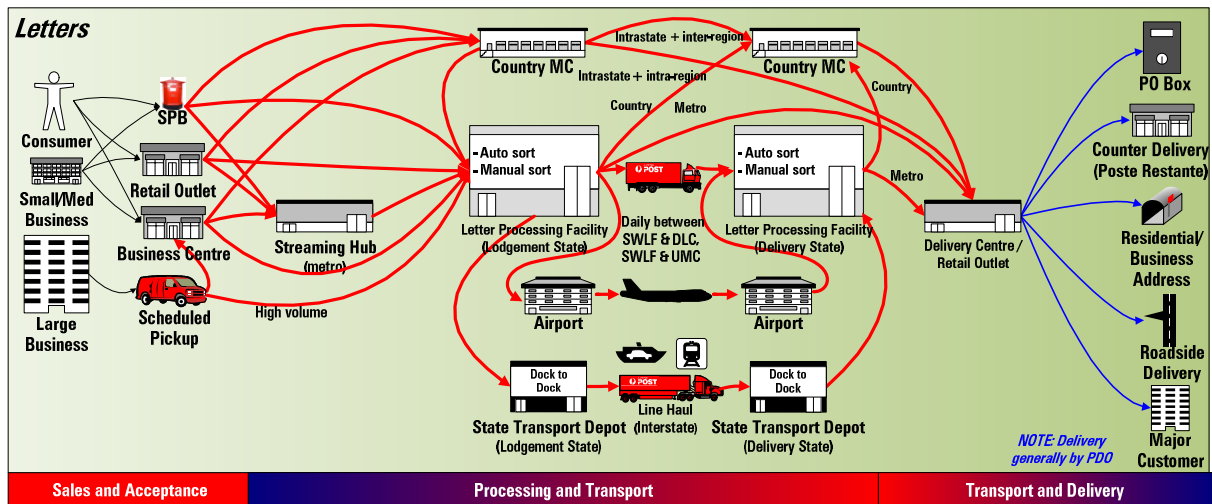 Letters
Consumer
Small/Med
Business
Large
Business
SPB
Retail Outlet
Business Centre
Scheduled
Pickup
High volume
Streaming Hub
(metro)
Country MC
Intrastate + inter-region
Intrastate + intra-region
Country
Metro
Country MC
Country
Metro
- Auto sort
- Manual sort
Letter Processing Facility
(Lodgement State)
POST
Daily between
SWLF & DLC,
SWLF & UMC
- Auto sort
- Manual sort
Letter Processing Facility
(Delivery State)
Airport
Airport
Dock to
Dock
State Transport Depot
(Lodgement State)
POST
Line Haul
(Interstate)
Dock to
Dock
State Transport Depot
(Delivery State)
Delivery Centre /
Retail Outlet
PO Box
Counter Delivery
(Poste Restante)
Residential/
Business
Address
Roadside
Delivery
Major
Customer
NOTE: Delivery
generally by PDO
Sales and Acceptance
Processing and Transport
Transport and Delivery